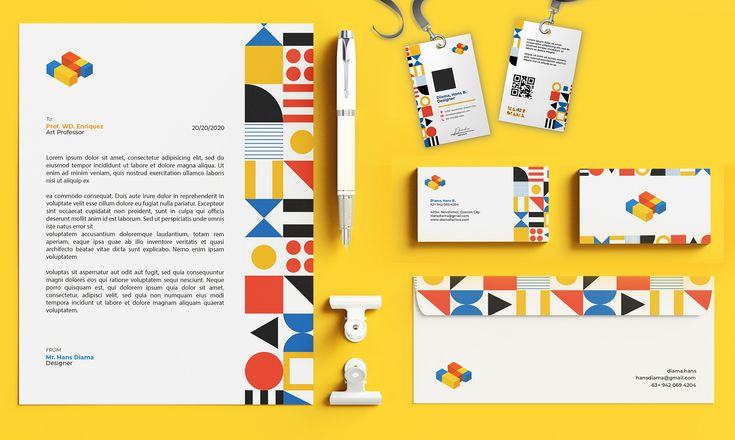 To:
Prof. WD. Enriquez
Art Professor
20/20/2020
Lorem ipsum dolor sit amet, consectetur adipisicing elit, sed do
eiusmod tempor incididunt ut labore et dolore magna aliqua. Ut
enim ad minim veniam, quis nostrud exercitation ullamco laboris
nisi ut aliquip ex
ea commodo consequat. Duis aute irure dolor in reprehenderit in
voluptate velit esse cillum dolore eu fugiat nulla pariatur. Excepteur
sint occaecat cupidatat non proident, sunt in culpa qui officia
deserunt mollit anim id est laborum. Sed ut perspiciatis unde omnis
iste natus error sit
voluptatem accusantium doloremque laudantium, totam rem
aperiam, eaque ipsa quae ab illo inventore veritatis et quasi
architecto beatae vitae dicta sunt explicabo. Nemo enim ipsam
voluptatem
voluptas sit aspernatur aut odit aut fugit, sed quia consequuntur
magni dolores eos qui ratione voluptatem sequi nesciunt. Neque
porro quisquam est, qui dolorem ipsum quia dolor sit amet,
consectetur, adipisci velit, sed quia non numquam eius modi
tempora incidunt ut labore et dolore magnam aliquam quaerat
voluptatem.
FROM
Mr. Hans Diama
Designer
Diama, Hans B.
Designer
Diama, Hans B.
Designer
63+ 942 069 4204
hansdiama@gmail.com
diama.hans
hansdiama@gmail.com
63+ 942 069 4204